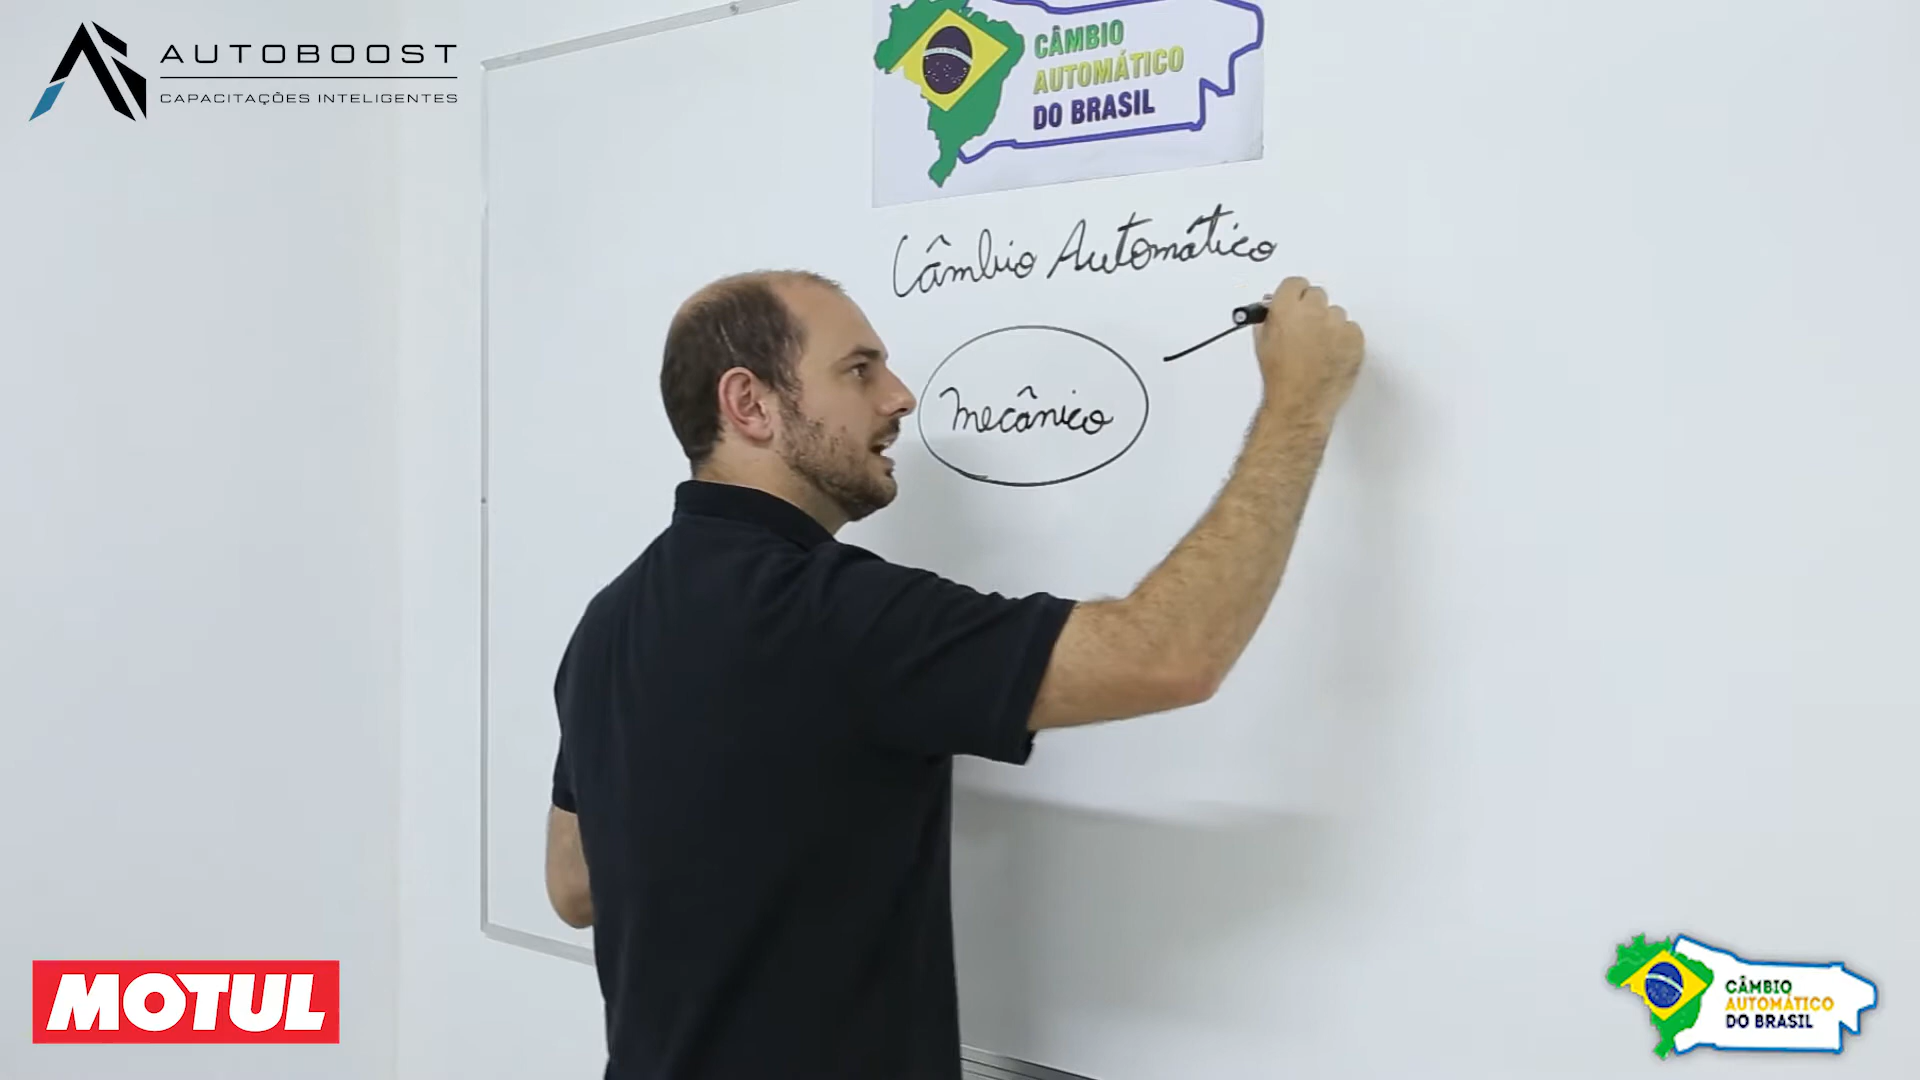 AUTOBOOST
CAPACITAÇÕES INTELIGENTES
CÂMBIO
AUTOMÁTICO
DO BRASIL
Câmbio Automático
Mecânico
MOTUL
CÂMBIO
AUTOMÁTICO
DO BRASIL